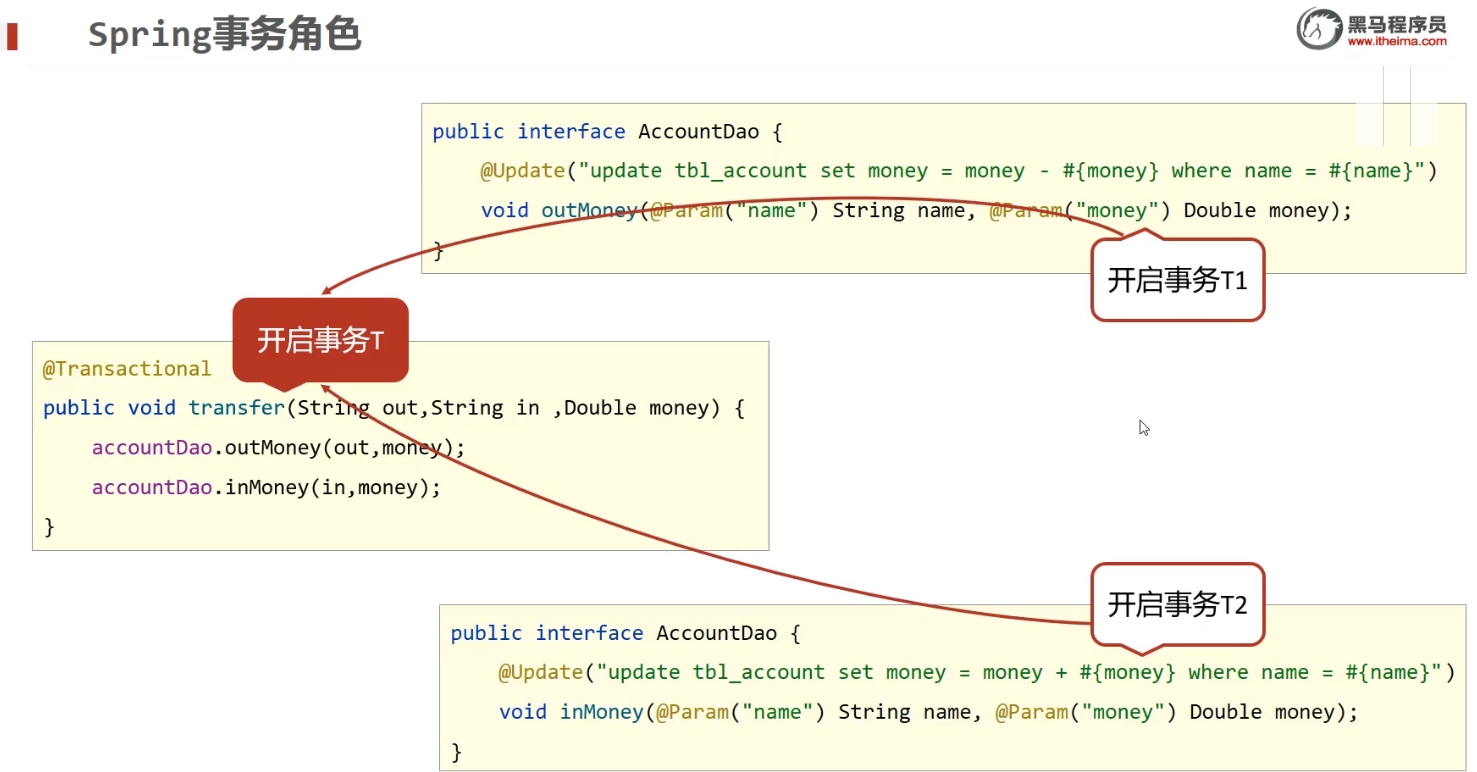 Spring事务角色
黑马程序员
www.itheima.com
public interface AccountDao {
@Update("update tbl_account set money = money - #{money} where name = #{name}")
void outMoney(@Param("name") String name, @Param("money") Double money);
}
开启事务T1
开启事务T
@Transactional
public void transfer(String out,String in ,Double money) {
accountDao.outMoney(out,money);
accountDao.inMoney(in,money);
}
开启事务T2
public interface AccountDao {
@Update("update tbl_account set money = money + #{money} where name = #{name}")
void inMoney(@Param("name") String name, @Param("money") Double money);
}